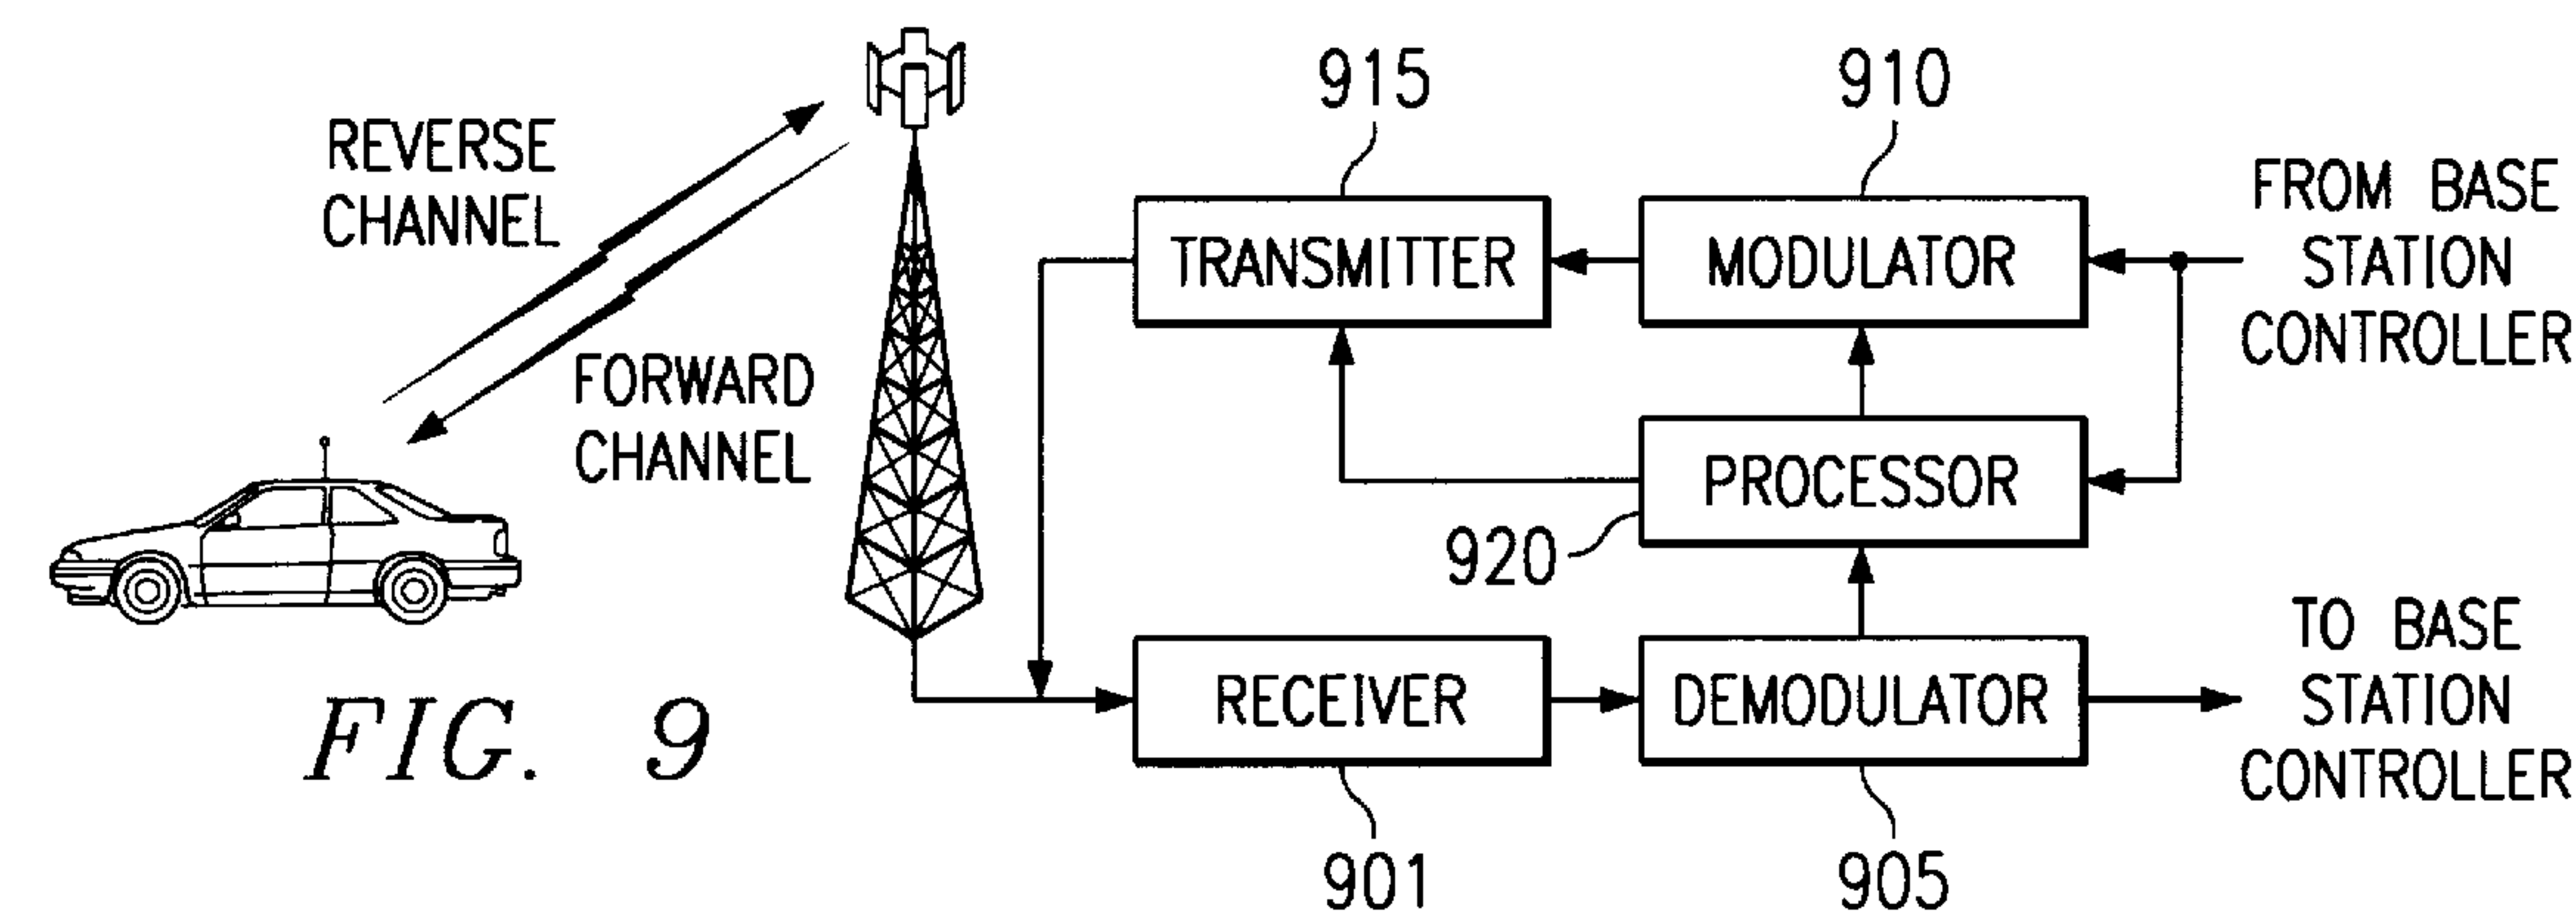 915
910
REVERSE
CHANNEL
FROM BASE
STATION
CONTROLLER
TRANSMITTER
MODULATOR
FORWARD
CHANNEL
PROCESSOR
920
TO BASE
STATION
CONTROLLER
RECEIVER
DEMODULATOR
FIG. 9
901
905